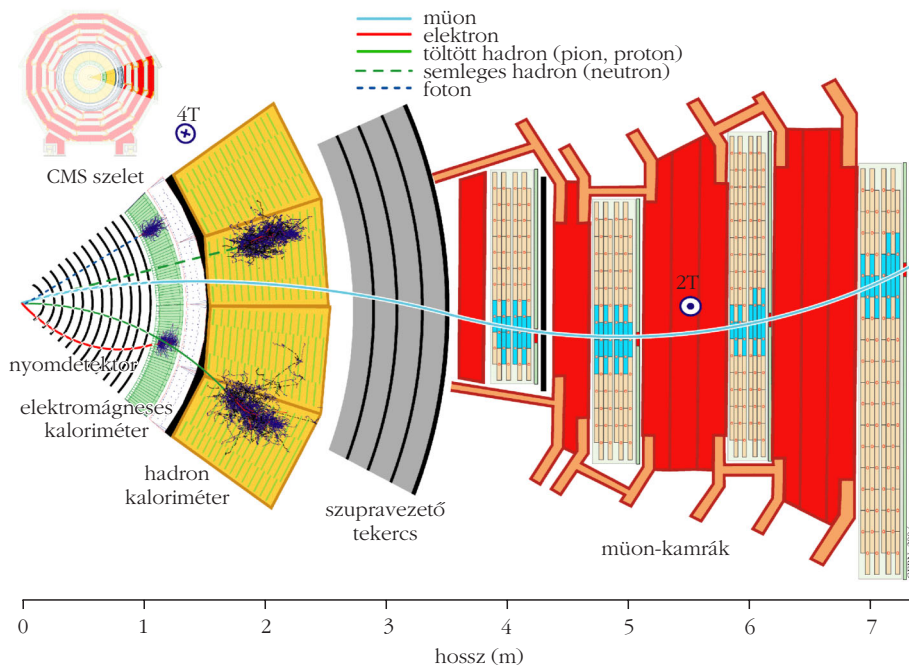 müon
elektron
töltött hadron (pion, proton)
semleges hadron (neutron)
foton
4T
CMS szelet
2T
nyomdetektor
elektromágneses
kaloriméter
hadron
kaloriméter
szupravezető
tekercs
müon-kamrák
0 1 2 3 4 5 6 7
hossz (m)